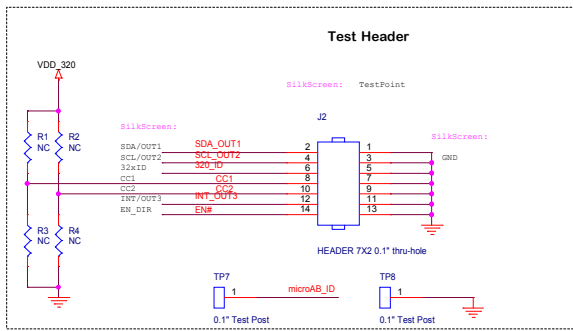 Test Header
VDD_320
SilkScreen: TestPoint
J2
SilkScreen:
SilkScreen:
R1
NC
R2
NC
SDA/OUT1 SDA_OUT1 2 1
SCL/OUT2 SCL_OUT2 4 3 GND
32xID 320_ID 6 5
CC1 CC1 8 7
CC2 CC2 10 9
INT/OUT3 INT_OUT3 12 11
EN_DIR EN# 14 13
R3
NC
R4
NC
HEADER 7X2 0.1" thru-hole
TP7 TP8
1 microAB_ID 1
0.1" Test Post 0.1" Test Post